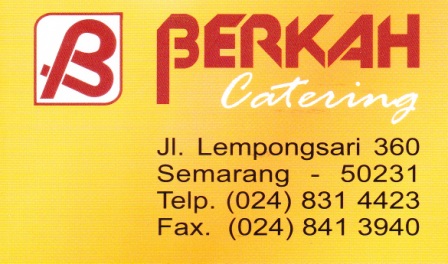 B BERKAH
Catering
Jl. Lempongsari 360
Semarang - 50231
Telp. (024) 831 4423
Fax. (024) 841 3940